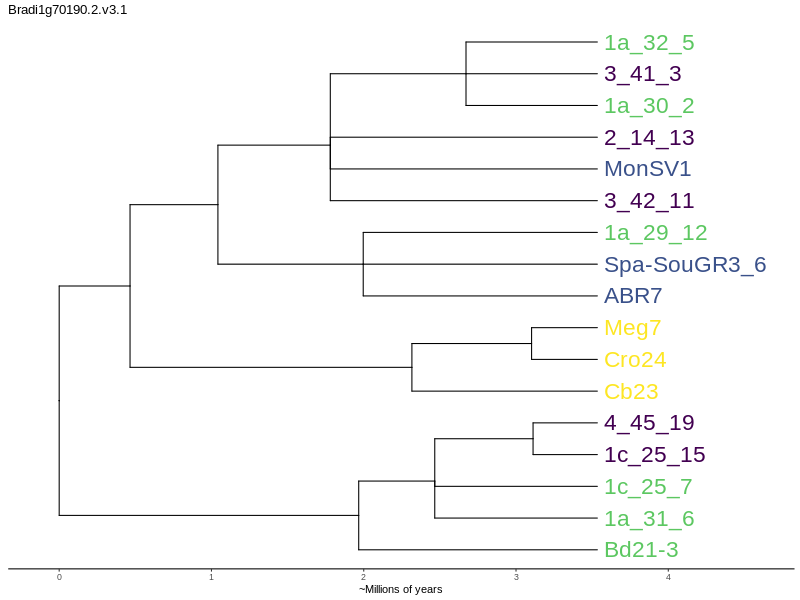 Bradi1g70190.2.v3.1
1a_32_5
3_41_3
1a_30_2
2_14_13
MonSV1
3_42_11
1a_29_12
Spa-SouGR3_6
ABR7
Meg7
Cro24
Cb23
4_45_19
1c_25_15
1c_25_7
1a_31_6
Bd21-3
0 1 2 3 4
~Millions of years